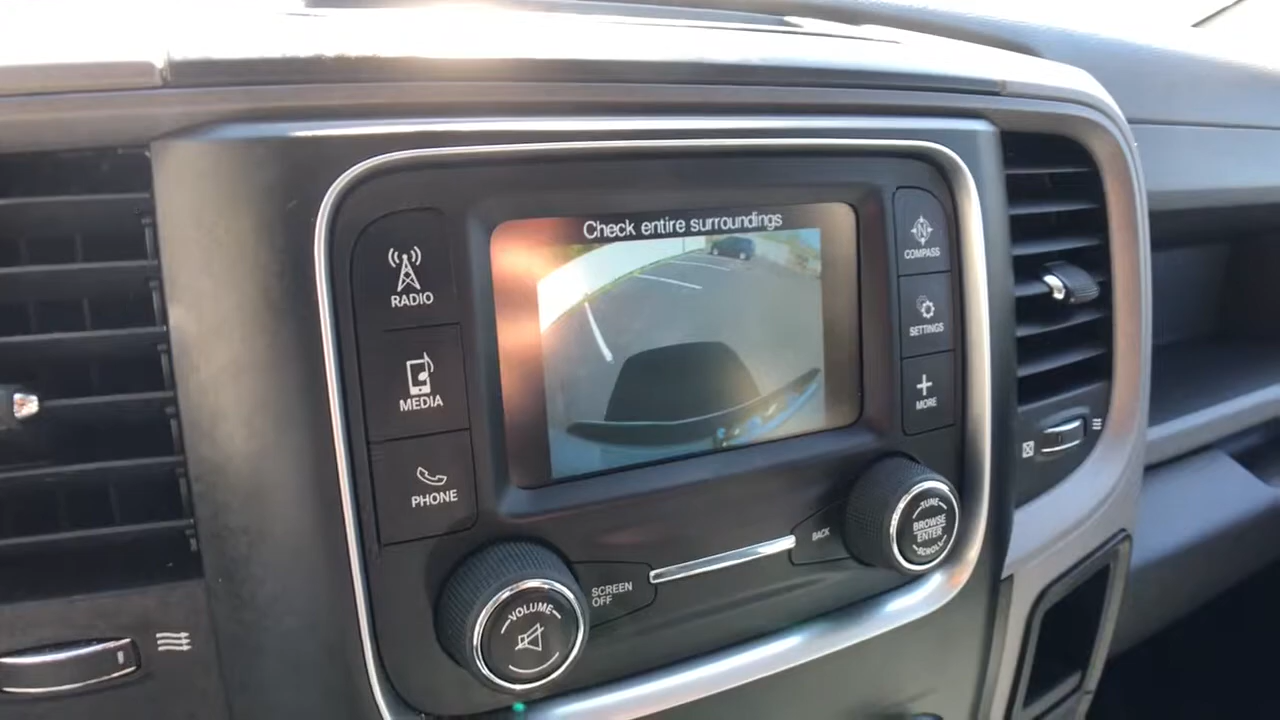 Check entire surroundings
RADIO
MEDIA
PHONE
N
COMPASS
SETTINGS
MORE
SCREEN
OFF
BACK
VOLUME
TUNE
BROWSE
ENTER
SCROLL